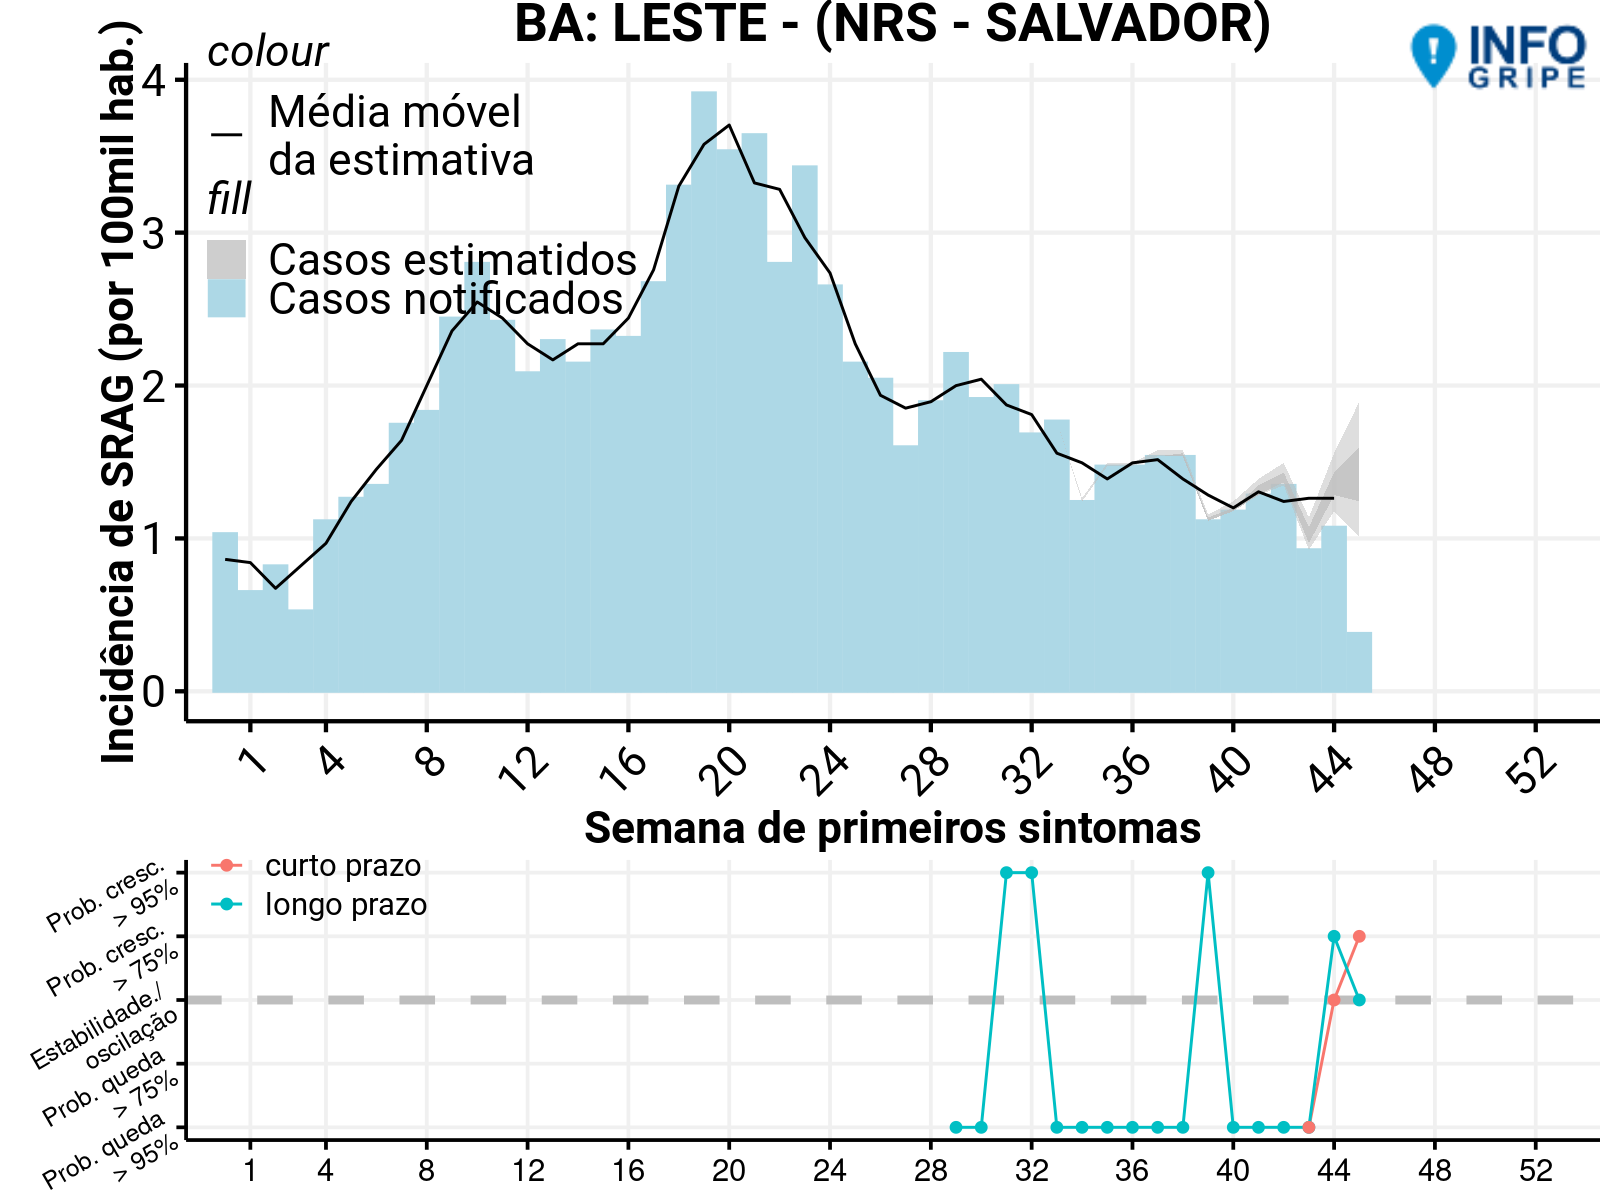 BA: LESTE - (NRS - SALVADOR)
INFO
GRIPE
colour
Média móvel
da estimativa
fill
Casos estimatidos
Casos notificados
Incidência de SRAG (por 100mil hab.)
4
3
2
1
0
1 4 8 12 16 20 24 28 32 36 40 44 48 52
Semana de primeiros sintomas
curto prazo
longo prazo
Prob. cresc.
> 95%
Prob. cresc.
> 75%
Estabilidade./
oscilação
Prob. queda
> 75%
Prob. queda
> 95%
1 4 8 12 16 20 24 28 32 36 40 44 48 52